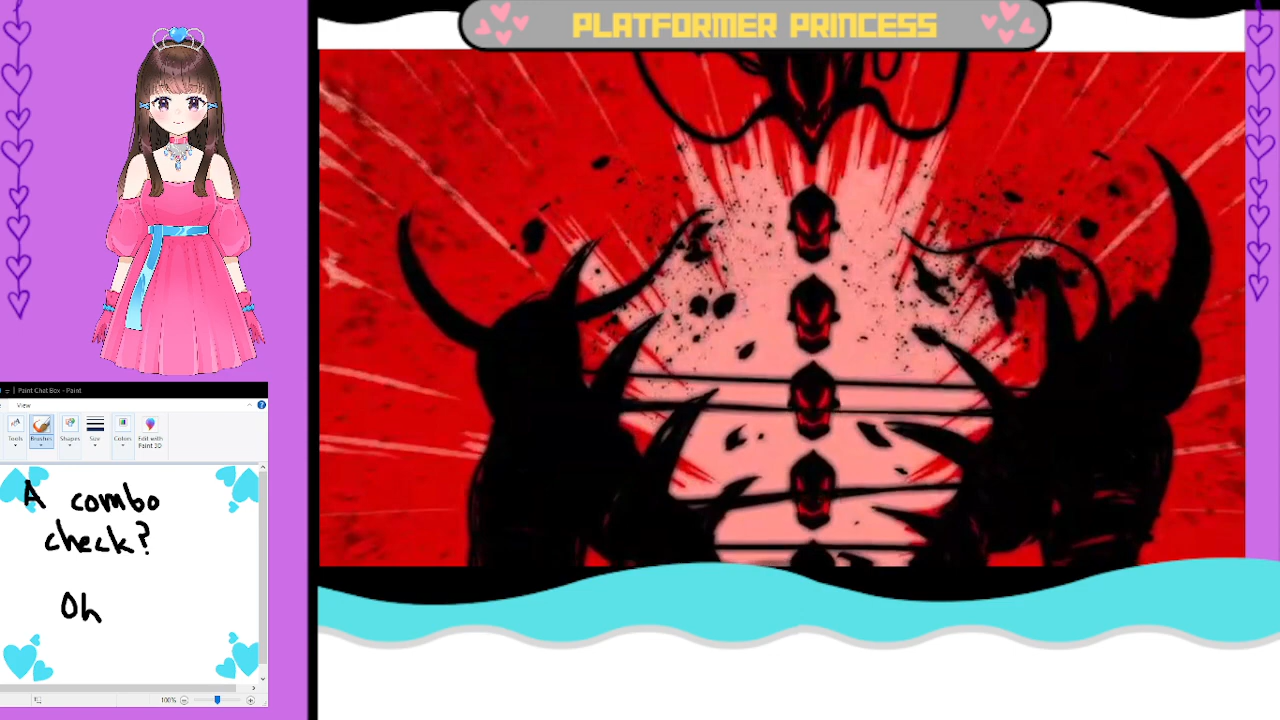 PLATFORMER PRINCESS
Paint Chat Box - Paint
View
Tools
Brushes
Shapes
Size
Colors
Edit with
Paint 3D
A combo
check?
Oh
100%